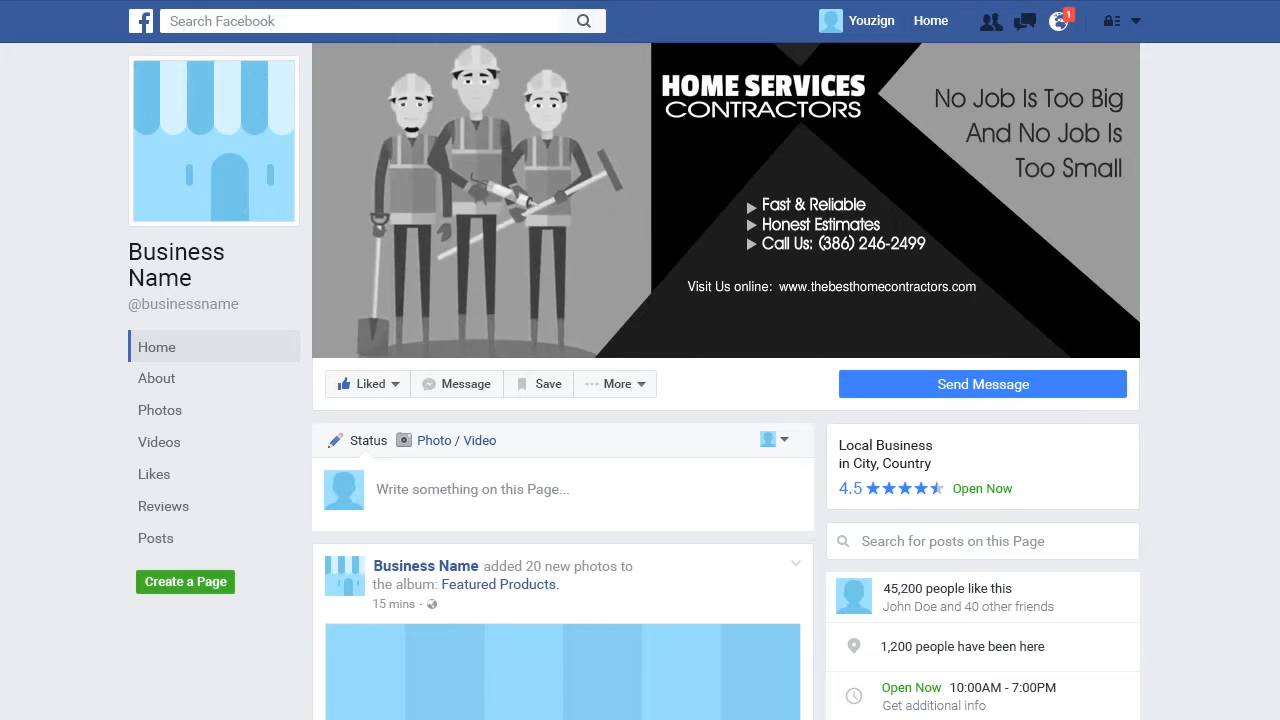 Search Facebook
Youzign
Home
1
Business
Name
@businessname
Home
About
Photos
Videos
Likes
Reviews
Posts
Create a Page
HOME SERVICES
CONTRACTORS
No Job Is Too Big
And No Job Is
Too Small
Fast & Reliable
Honest Estimates
Call Us: (386) 246-2499
Visit Us online: www.thebesthomecontractors.com
Liked
Message
Save
More
Send Message
Status
Photo / Video
Write something on this Page...
Business Name added 20 new photos to
the album: Featured Products.
15 mins ·
Local Business
in City, Country
4.5
Open Now
Search for posts on this Page
45,200 people like this
John Doe and 40 other friends
1,200 people have been here
Open Now 10:00AM - 7:00PM
Get additional info